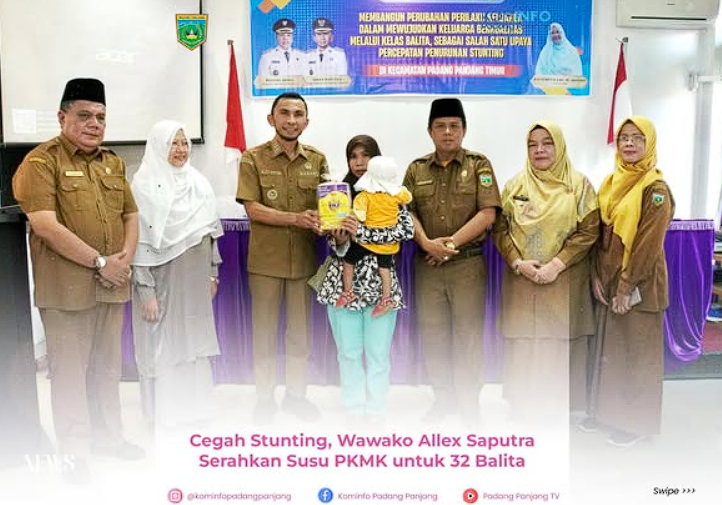 MEMBANGUN PERUBAHAN PERILAKU KELUARGA
DALAM MEWUJUDKAN KELUARGA BERKUALITAS
MELALUI KELAS BALITA, SEBAGAI SALAH SATU UPAYA
PERCEPATAN PENURUNAN STUNTING
DI KECAMATAN PADANG PANJANG TIMUR
Cegah Stunting, Wawako Allex Saputra
Serahkan Susu PKMK untuk 32 Balita
NEWS
@kominfopadangpanjang
Kominfo Padang Panjang
Padang Panjang TV
Swipe >>>